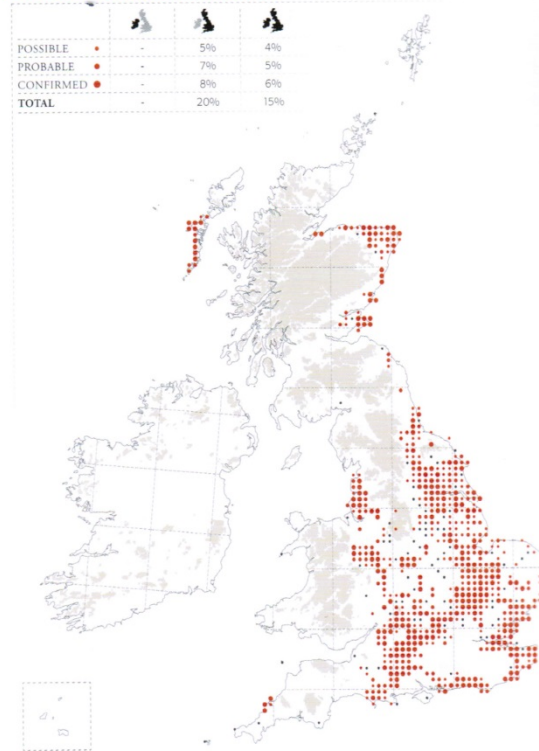 POSSIBLE - 5% 4%
PROBABLE - 7% 5%
CONFIRMED - 8% 6%
TOTAL - 20% 15%